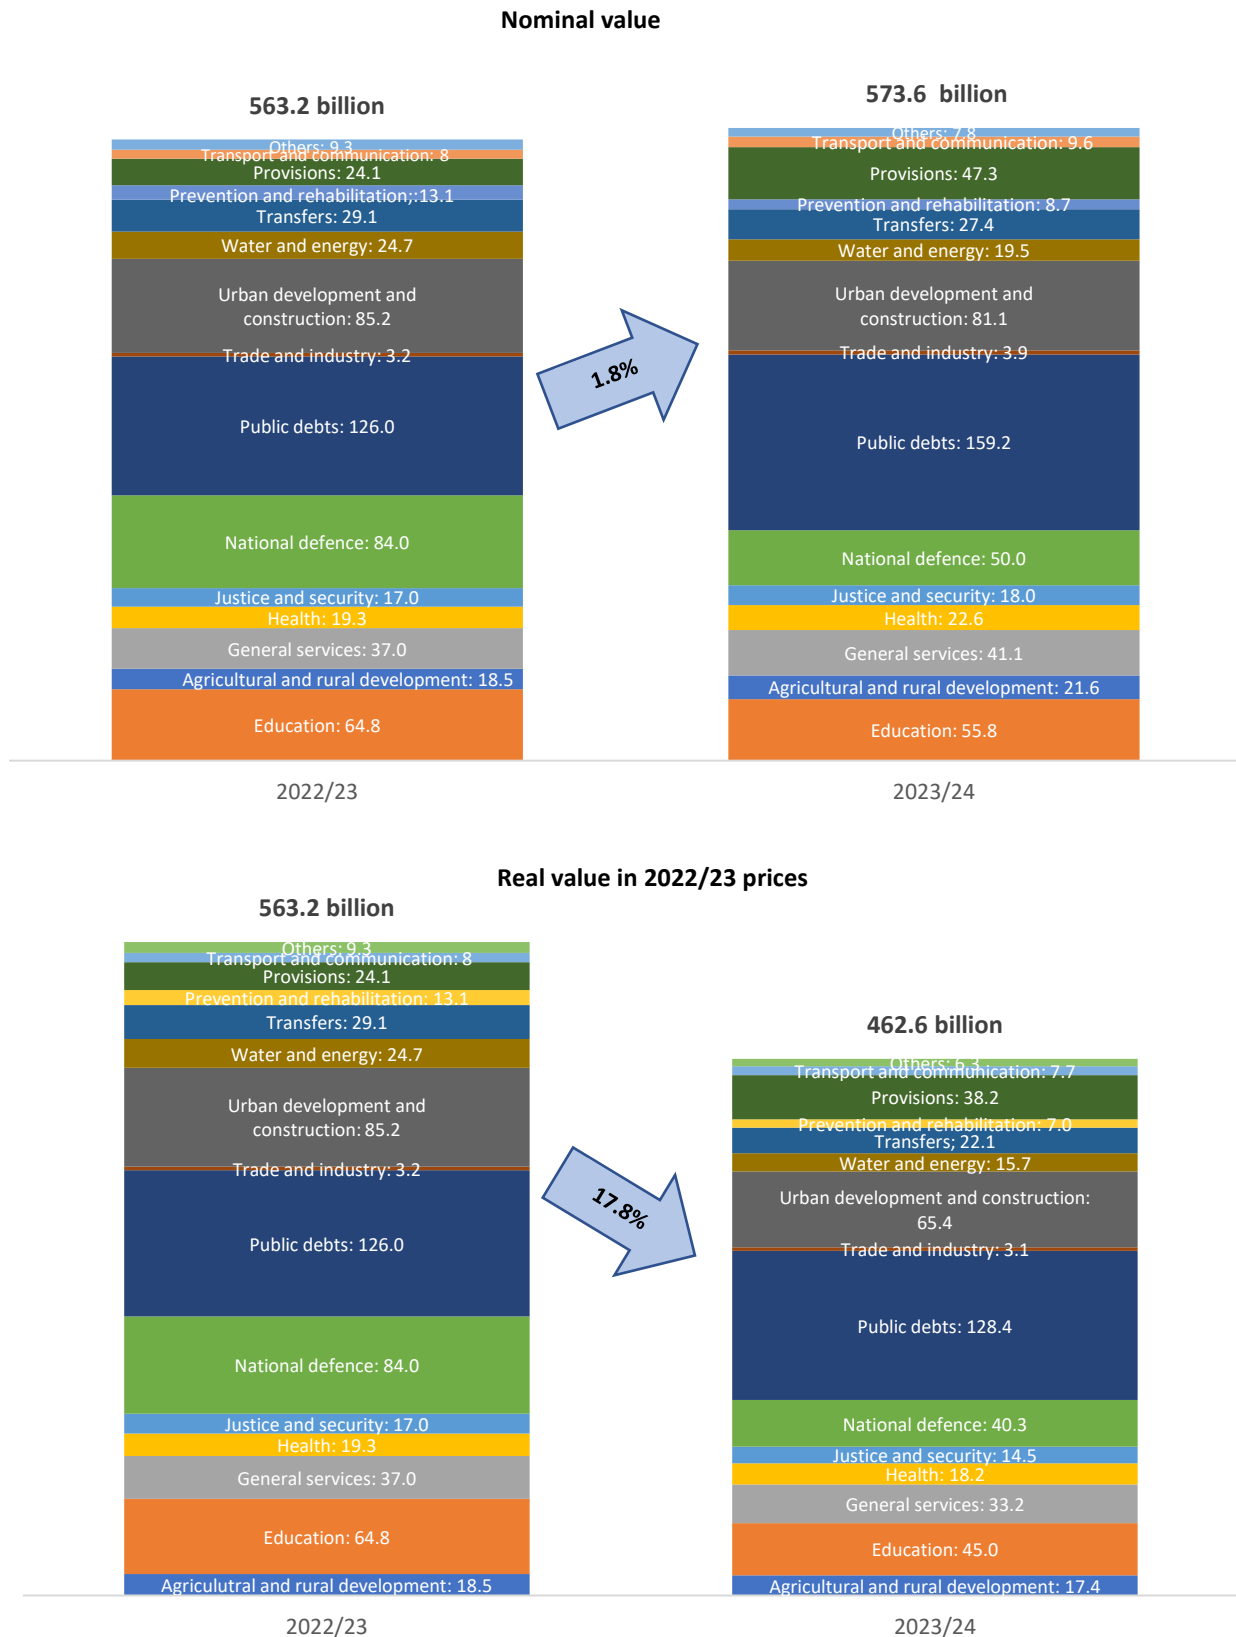 Nominal value
563.2 billion
Others: 9.3
Transport and communication: 8
Provisions: 24.1
Prevention and rehabilitation;:13.1
Transfers: 29.1
Water and energy: 24.7
Urban development and
construction: 85.2
Trade and industry: 3.2
Public debts: 126.0
National defence: 84.0
Justice and security: 17.0
Health: 19.3
General services: 37.0
Agricultural and rural development: 18.5
Education: 64.8
2022/23
1.8%
573.6 billion
Others: 7.8
Transport and communication: 9.6
Provisions: 47.3
Prevention and rehabilitation: 8.7
Transfers: 27.4
Water and energy: 19.5
Urban development and
construction: 81.1
Trade and industry: 3.9
Public debts: 159.2
National defence: 50.0
Justice and security: 18.0
Health: 22.6
General services: 41.1
Agricultural and rural development: 21.6
Education: 55.8
2023/24
Real value in 2022/23 prices
563.2 billion
Others: 9.3
Transport and communication: 8
Provisions: 24.1
Prevention and rehabilitation: 13.1
Transfers: 29.1
Water and energy: 24.7
Urban development and
construction: 85.2
Trade and industry: 3.2
Public debts: 126.0
National defence: 84.0
Justice and security: 17.0
Health: 19.3
General services: 37.0
Education: 64.8
Agriculutral and rural development: 18.5
2022/23
17.8%
462.6 billion
Others: 6.3
Transport and communication: 7.7
Provisions: 38.2
Prevention and rehabilitation: 7.0
Transfers; 22.1
Water and energy: 15.7
Urban development and construction:
65.4
Trade and industry: 3.1
Public debts: 128.4
National defence: 40.3
Justice and security: 14.5
Health: 18.2
General services: 33.2
Education: 45.0
Agricultural and rural development: 17.4
2023/24